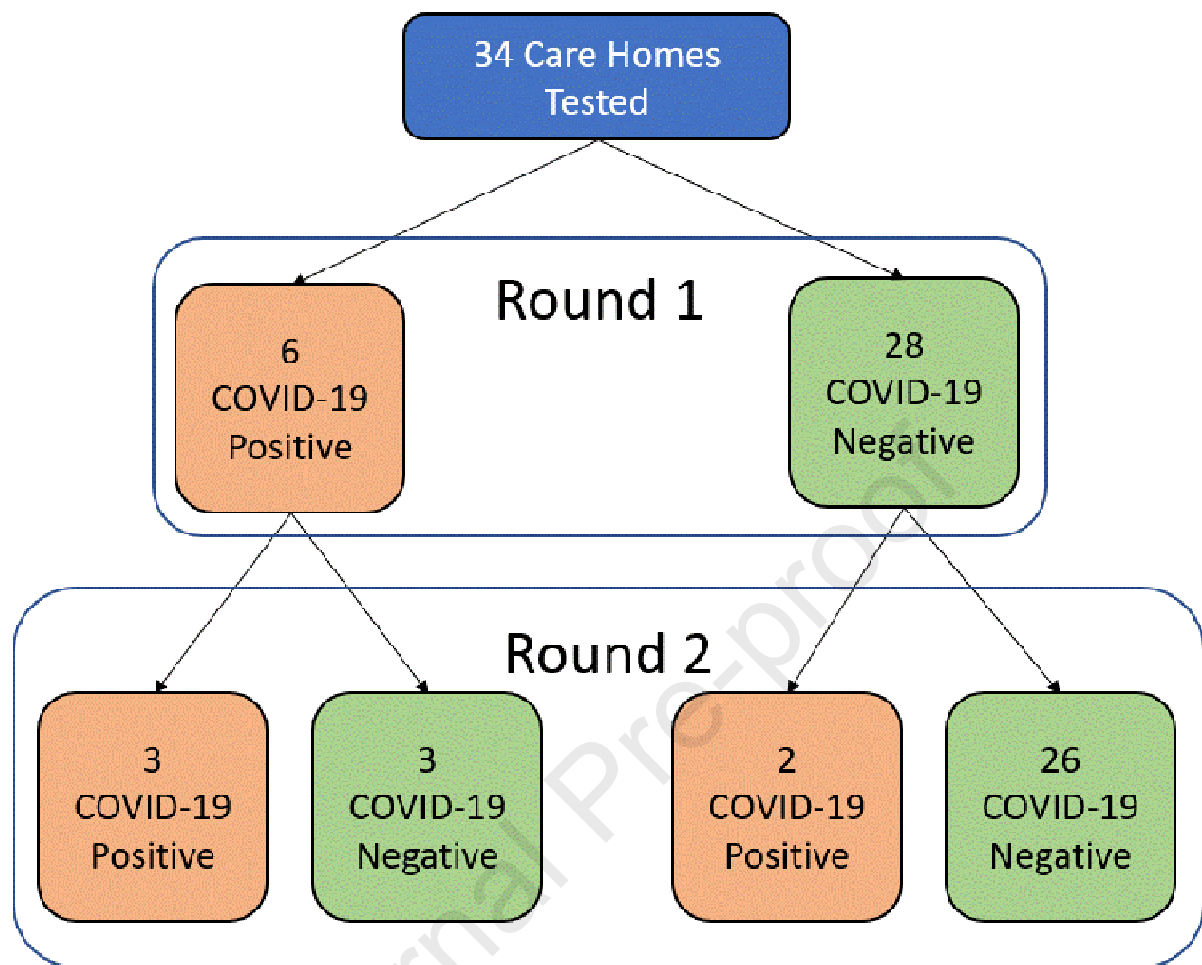 34 Care Homes
Tested
Round 1
6
COVID-19
Positive
28
COVID-19
Negative
Round 2
3
COVID-19
Positive
3
COVID-19
Negative
2
COVID-19
Positive
26
COVID-19
Negative
rnal Pre-proof